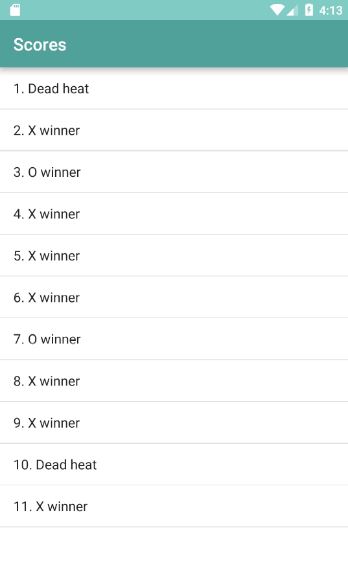 4:13
Scores
1. Dead heat
2. X winner
3. O winner
4. X winner
5. X winner
6. X winner
7. O winner
8. X winner
9. X winner
10. Dead heat
11. X winner